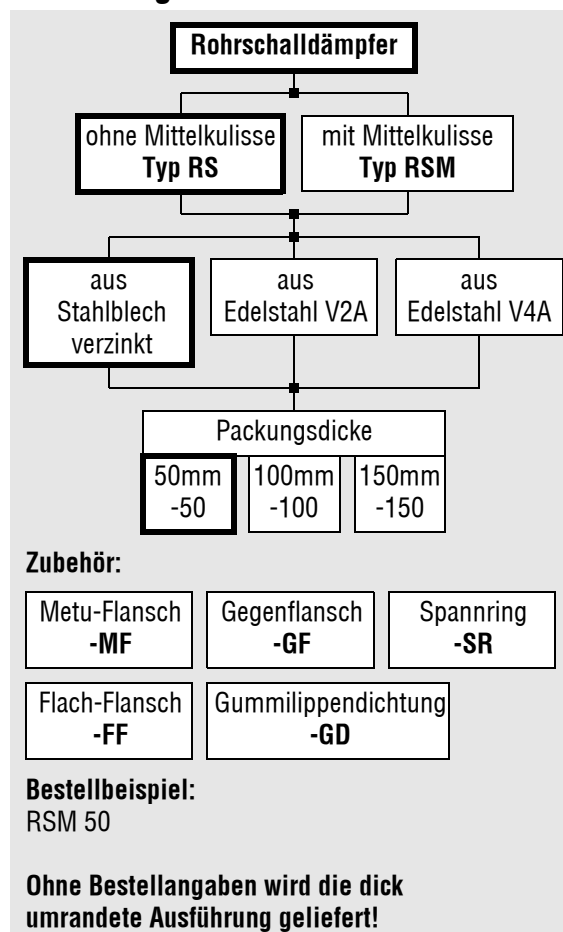 Rohrschalldämpfer
ohne Mittelkulisse
Typ RS
mit Mittelkulisse
Typ RSM
aus
Stahlblech
verzinkt
aus
Edelstahl V2A
aus
Edelstahl V4A
Packungsdicke
50mm
-50
100mm
-100
150mm
-150
Zubehör:
Metu-Flansch
-MF
Gegenflansch
-GF
Spannring
-SR
Flach-Flansch
-FF
Gummilippendichtung
-GD
Bestellbeispiel:
RSM 50
Ohne Bestellangaben wird die dick
umrandete Ausführung geliefert!